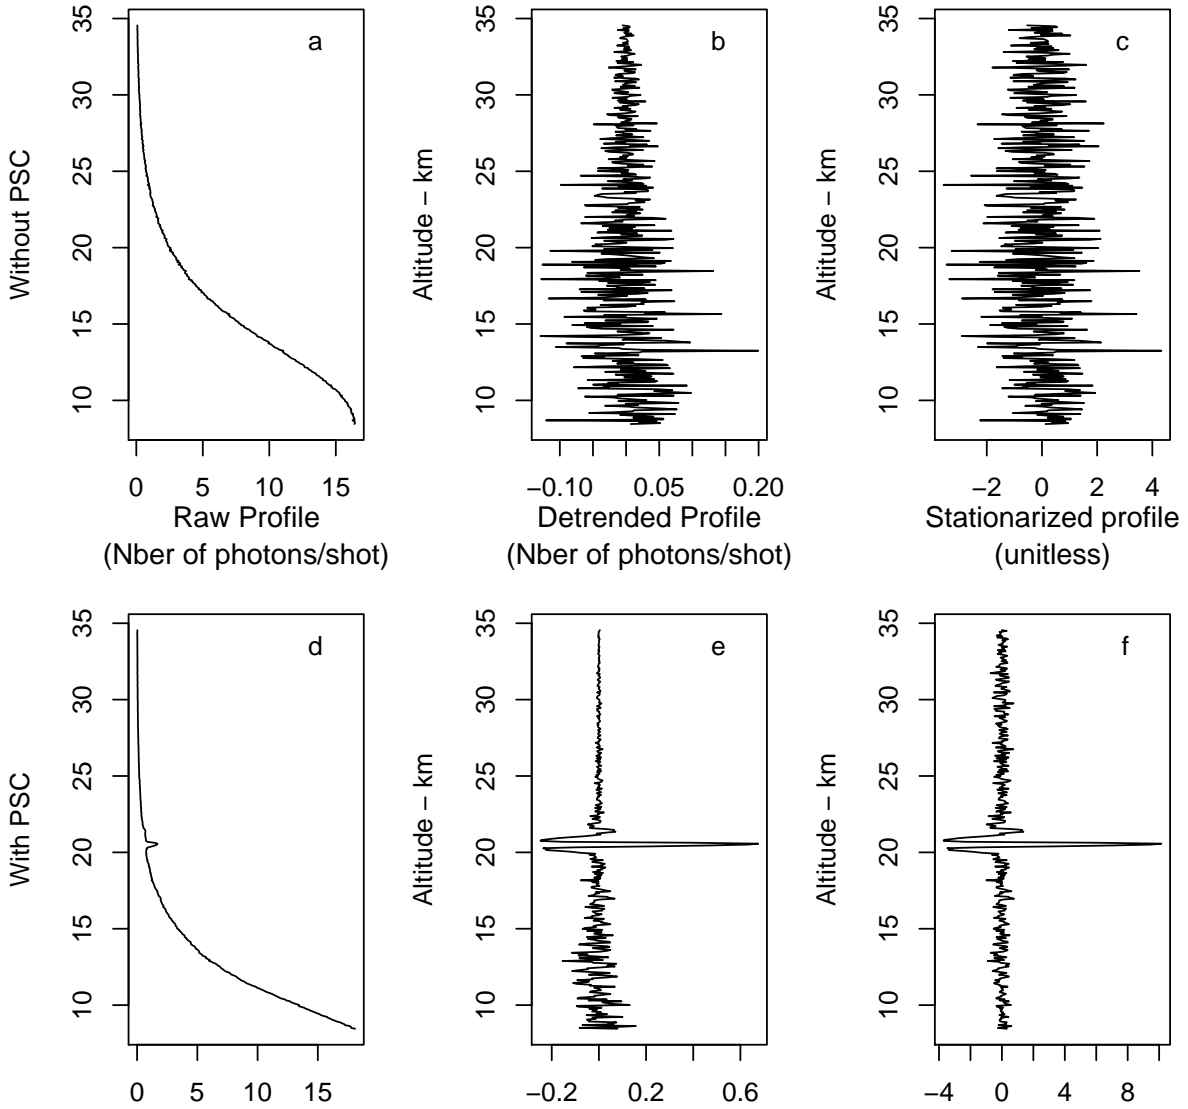 a
35
30
25
20
15
10
Without PSC
0 5 10 15
Raw Profile
(Nber of photons/shot)
b
35
30
25
20
15
10
Altitude − km
−0.10 0.05 0.20
Detrended Profile
(Nber of photons/shot)
c
35
30
25
20
15
10
Altitude − km
−2 0 2 4
Stationarized profile
(unitless)
d
35
30
25
20
15
10
With PSC
0 5 15
e
35
30
25
20
15
10
Altitude − km
−0.2 0.2 0.6
f
35
30
25
20
15
10
Altitude − km
−4 0 4 8